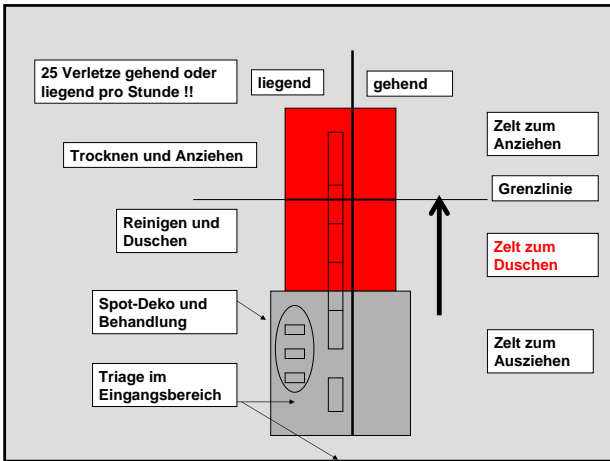 25 Verletze gehend oder
liegend pro Stunde !!
liegend
gehend
Trocknen und Anziehen
Zelt zum
Anziehen
Grenzlinie
Reinigen und
Duschen
Zelt zum
Duschen
Spot-Deko und
Behandlung
Zelt zum
Ausziehen
Triage im
Eingangsbereich